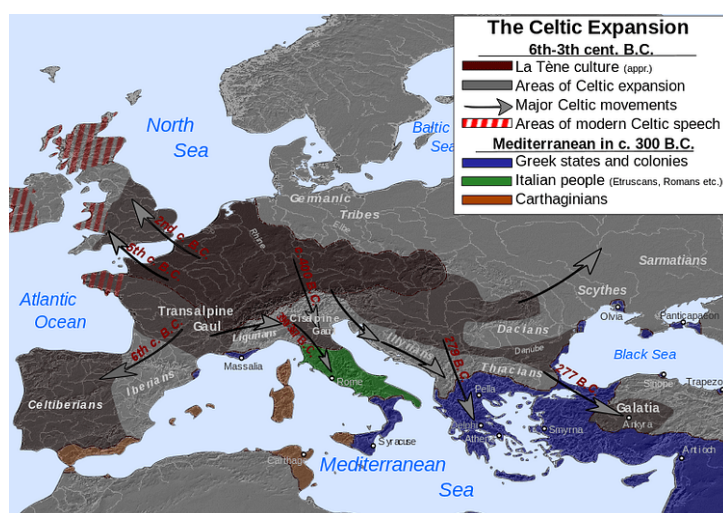 The Celtic Expansion
6th-3th cent. B.C.
La Tène culture (appr.)
Areas of Celtic expansion
Major Celtic movements
Areas of modern Celtic speech
Mediterranean in c. 300 B.C.
Greek states and colonies
Italian people (Etruscans, Romans etc.)
Carthaginians
North
Sea
Baltic
Sea
Germanic
Tribes
Elbe
Rhine
2nd c. B.C.
5th c. B.C.
Sarmatians
Scythes
Atlantic
Ocean
Transalpine
Gaul
Cisalpine
Gaul
Ligurians
6th c. B.C.
Iberians
Celtiberians
Massalia
Illyrians
Dacians
Danube
Thracians
279 B.C.
277 B.C.
Olvia
Panticapaeon
Black Sea
Sinope
Trapezo
Galatia
Ankyra
Pella
Delphi
Athens
Smyrna
Antioch
Rome
Syracuse
Carthage
Mediterranean
Sea